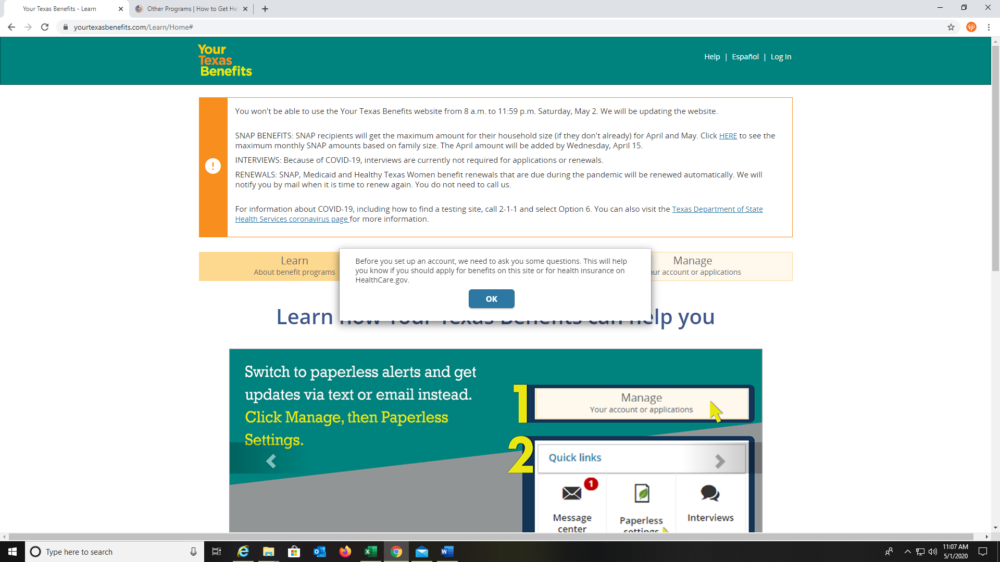 Your Texas Benefits - Learn
Other Programs | How to Get He
yourtexasbenefits.com/Learn/Home#
Your
Texas
Benefits
Help | Español | Log In
You won't be able to use the Your Texas Benefits website from 8 a.m. to 11:59 p.m. Saturday, May 2. We will be updating the website.
SNAP BENEFITS: SNAP recipients will get the maximum amount for their household size (if they don't already) for April and May. Click HERE to see the
maximum monthly SNAP amounts based on family size. The April amount will be added by Wednesday, April 15.
INTERVIEWS: Because of COVID-19, interviews are currently not required for applications or renewals.
RENEWALS: SNAP, Medicaid and Healthy Texas Women benefit renewals that are due during the pandemic will be renewed automatically. We will
notify you by mail when it is time to renew again. You do not need to call us.
For information about COVID-19, including how to find a testing site, call 2-1-1 and select Option 6. You can also visit the Texas Department of State
Health Services coronavirus page for more information.
Learn
About benefit programs
Manage
our account or applications
Before you set up an account, we need to ask you some questions. This will help
you know if you should apply for benefits on this site or for health insurance on
HealthCare.gov.
OK
Learn how Your Texas Benefits can help you
Switch to paperless alerts and get
updates via text or email instead.
Click Manage, then Paperless
Settings.
1
Manage
Your account or applications
2
Quick links
1
Message
center
Paperless
settings
Interviews
Type here to search
11:07 AM
5/1/2020